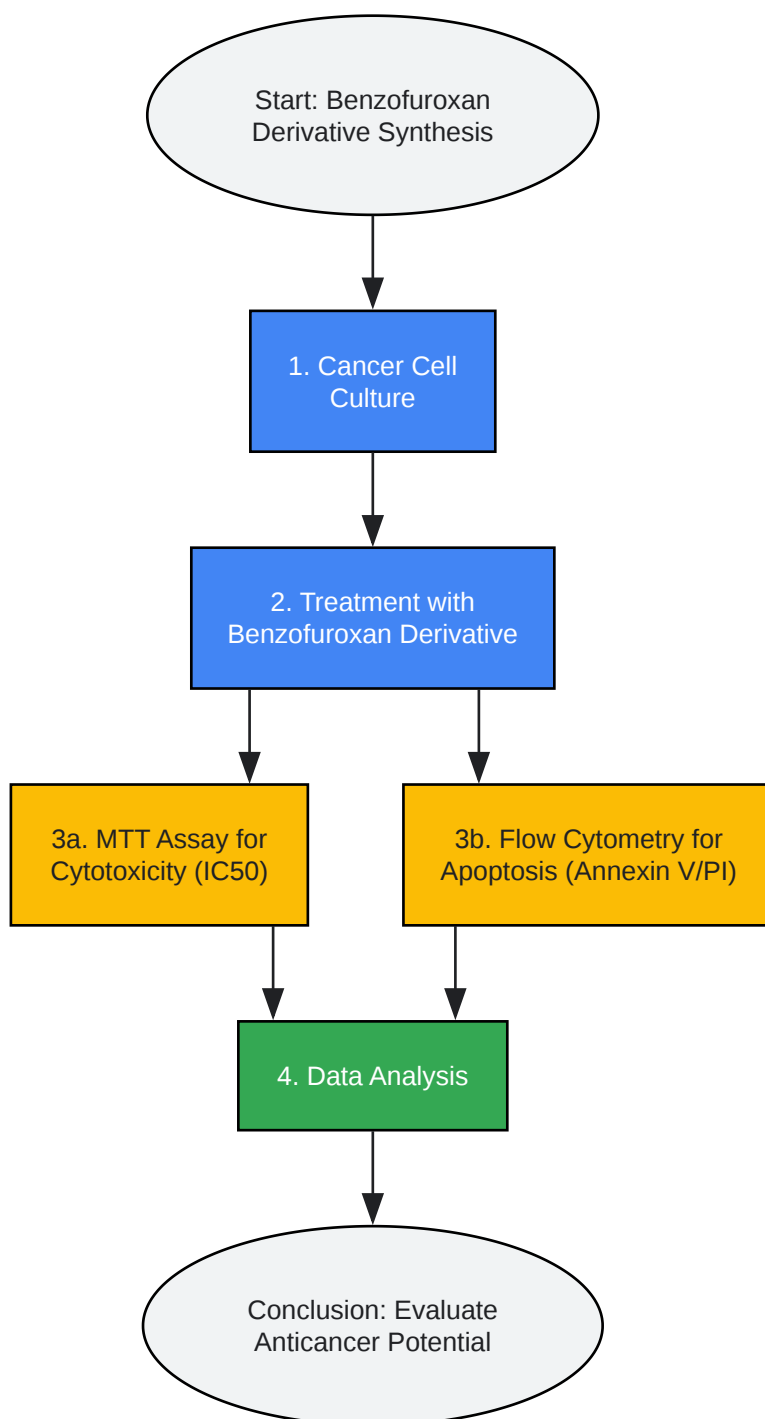 Start: Benzofuroxan
Derivative Synthesis
1. Cancer Cell
Culture
2. Treatment with
Benzofuroxan Derivative
3a. MTT Assay for
Cytotoxicity (IC50)
3b. Flow Cytometry for
Apoptosis (Annexin V/PI)
4. Data Analysis
Conclusion: Evaluate
Anticancer Potential